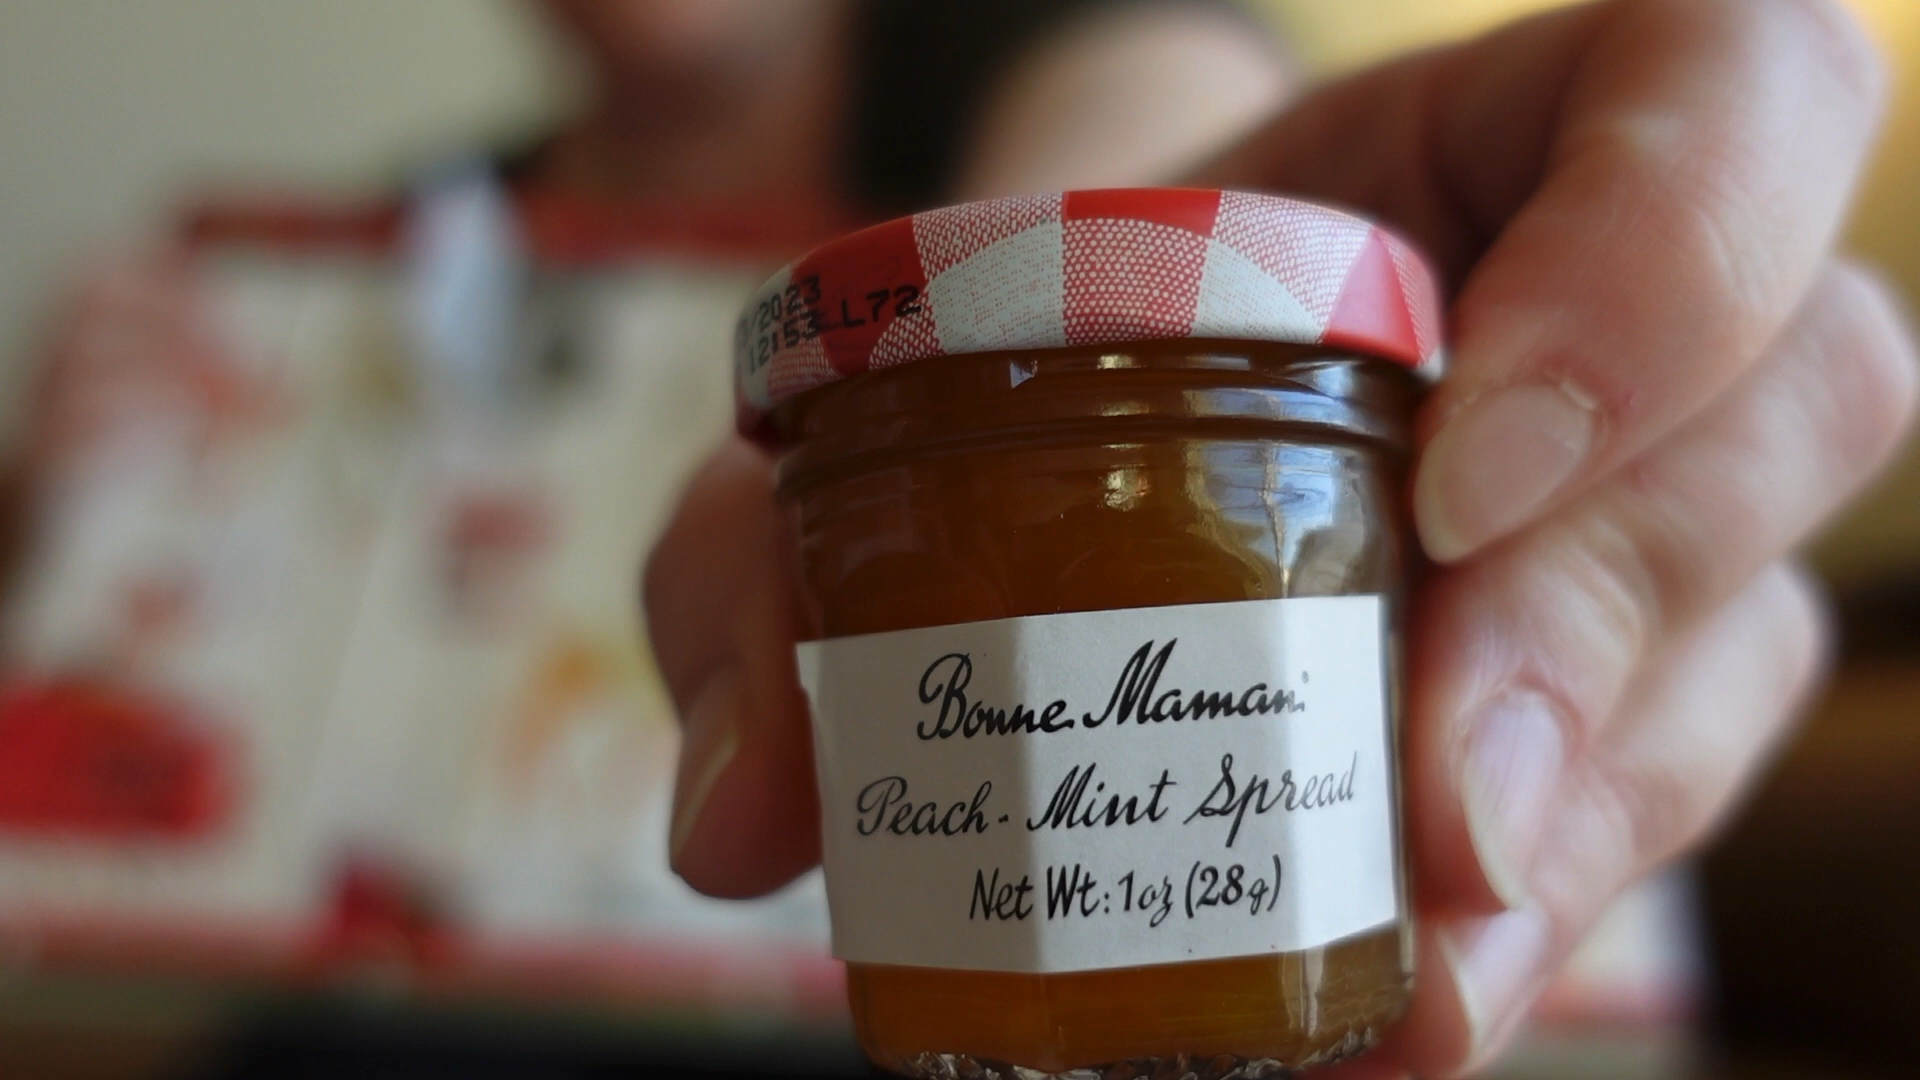 /2023
12:53 L72
Bonne Maman
Peach - Mint Spread
Net Wt: 1oz (28g)